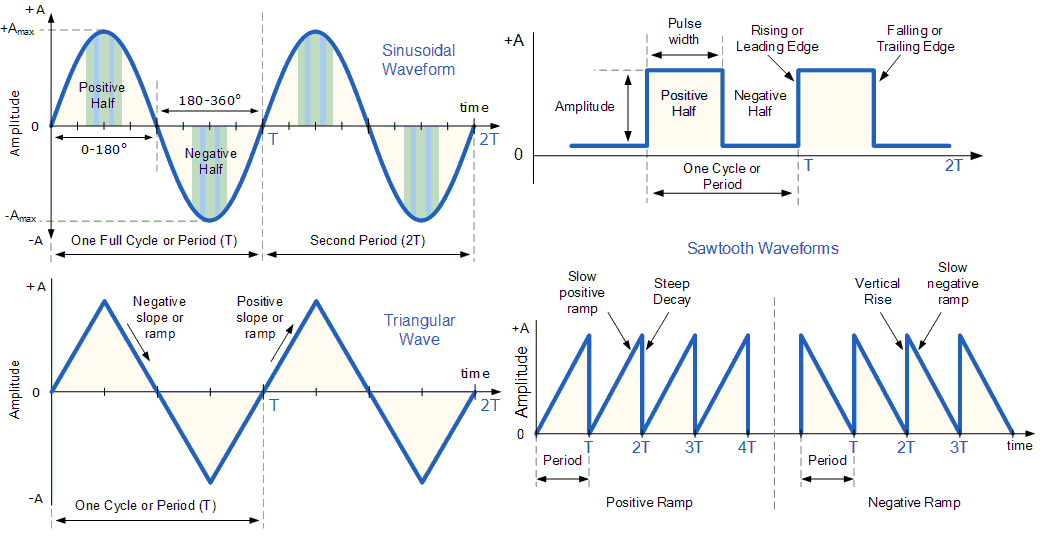 +A
+Amax
Sinusoidal
Waveform
Positive
Half
180-360°
time
Amplitude
0
T
2T
0-180°
Negative
Half
-Amax
-A
One Full Cycle or Period (T)
Second Period (2T)
Pulse
width
Rising or
Leading Edge
Falling or
Trailing Edge
+A
Amplitude
Positive
Half
Negative
Half
0
One Cycle or
Period
T
2T
+A
Negative
slope or
ramp
Positive
slope or
ramp
Triangular
Wave
Amplitude
time
0
T
2T
-A
One Cycle or Period (T)
Sawtooth Waveforms
Slow
positive
ramp
Steep
Decay
Vertical
Rise
Slow
negative
ramp
+A
Amplitude
0
T
2T
3T
4T
T
2T
3T
time
Period
Period
Positive Ramp
Negative Ramp